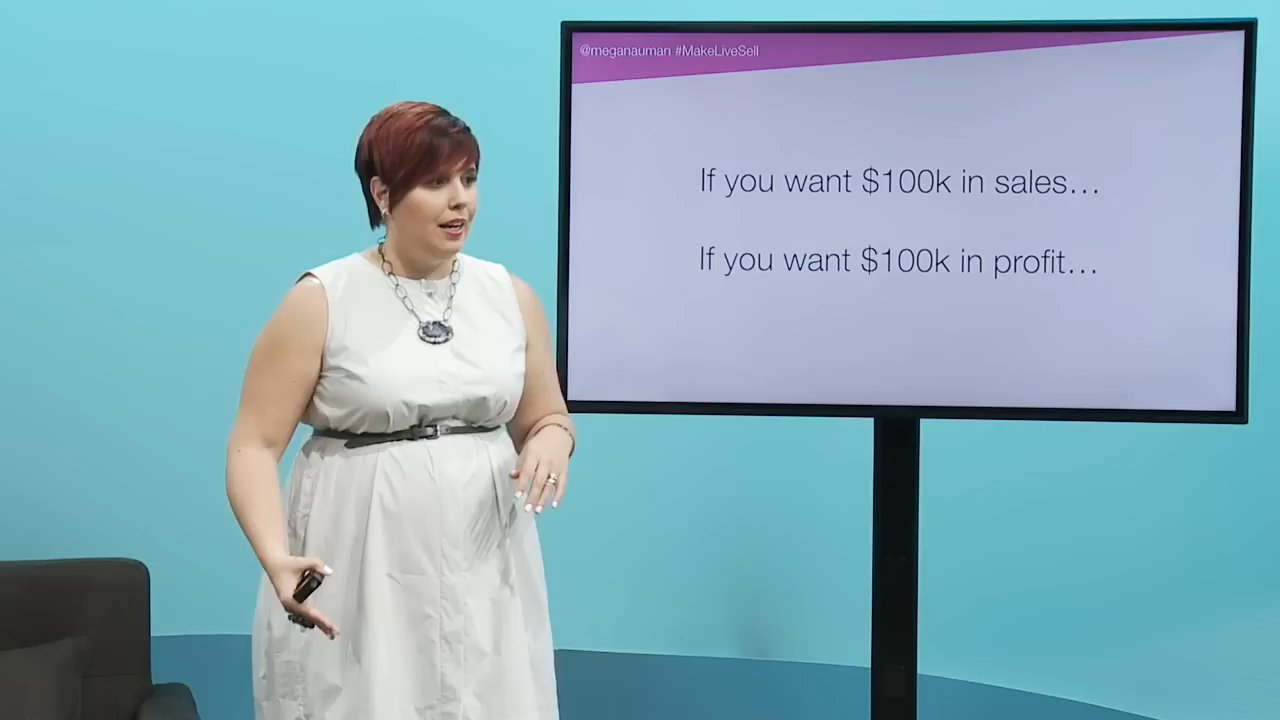 @meganauman #MakeLiveSell
If you want $100k in sales...
If you want $100k in profit...